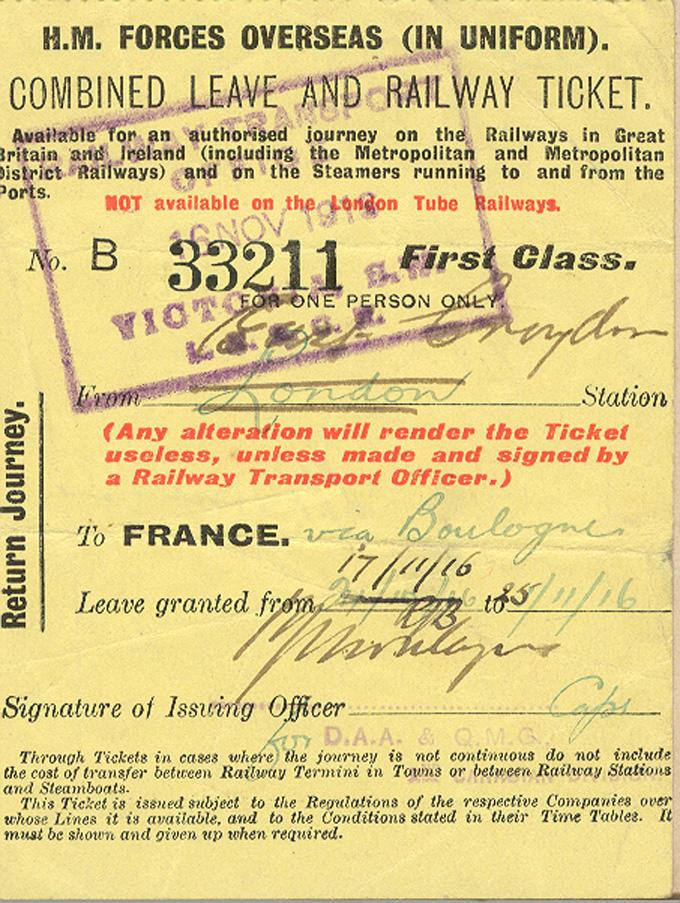 H.M. FORCES OVERSEAS (IN UNIFORM).
COMBINED LEAVE AND RAILWAY TICKET.
Available for an authorised journey on the Railways in Great
Britain and Ireland (including the Metropolitan and Metropolitan
District Railways) and on the Steamers running to and from the
Ports.
NOT available on the London Tube Railways.
16 NOV 1916
No. B 33211 First Class.
FOR ONE PERSON ONLY
VICTORIA
East Croydon
From London Station
(Any alteration will render the Ticket
useless, unless made and signed by
a Railway Transport Officer.)
Return Journey.
To FRANCE. via Boulogne
17/11/16
Leave granted from to 25/11/16
Signature of Issuing Officer Capt
for D.A.A. & Q.M.G.
Through Tickets in cases where the journey is not continuous do not include
the cost of transfer between Railway Termini in Towns or between Railway Stations
and Steamboats.
This Ticket is issued subject to the Regulations of the respective Companies over
whose Lines it is available, and to the Conditions stated in their Time Tables. It
must be shown and given up when required.